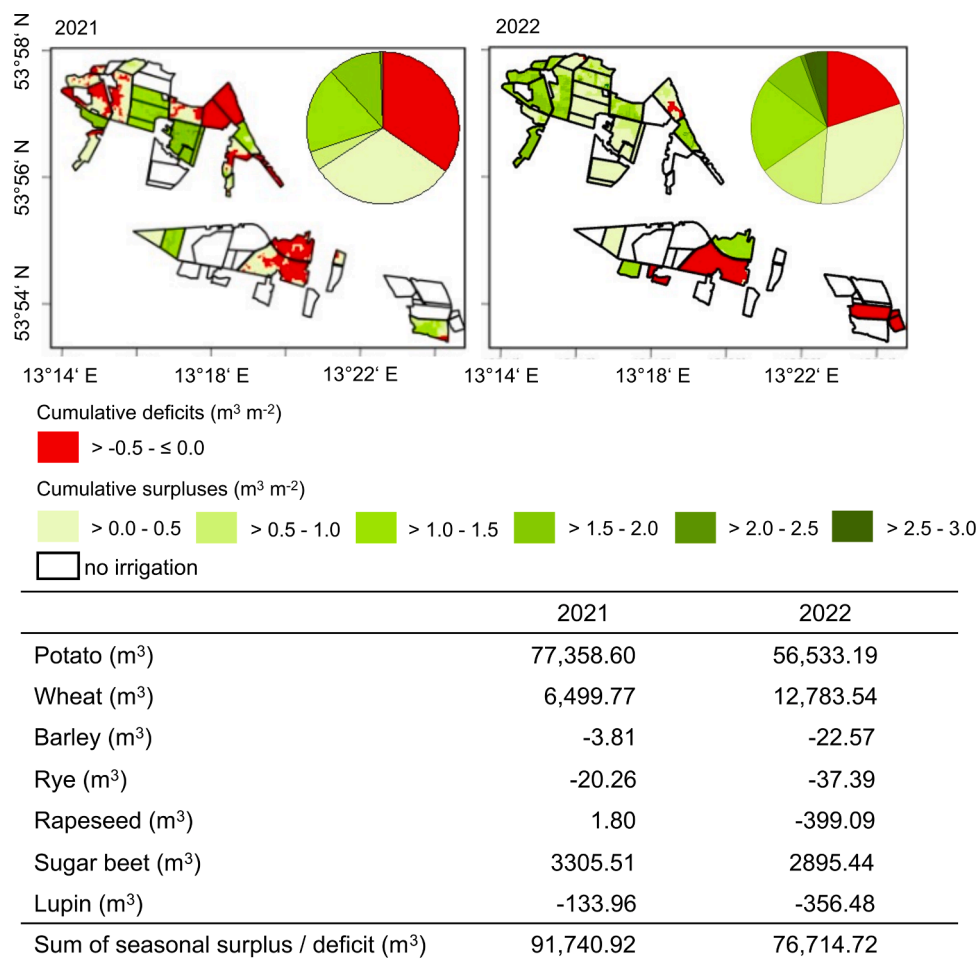 2021
2022
53°58‘ N
53°56‘ N
53°54‘ N
13°14‘ E
13°18‘ E
13°22‘ E
13°14‘ E
13°18‘ E
13°22‘ E
Cumulative deficits (m³ m⁻²)
> -0.5 - ≤ 0.0
Cumulative surpluses (m³ m⁻²)
> 0.0 - 0.5
> 0.5 - 1.0
> 1.0 - 1.5
> 1.5 - 2.0
> 2.0 - 2.5
> 2.5 - 3.0
no irrigation
2021 2022
Potato (m³) 77,358.60 56,533.19
Wheat (m³) 6,499.77 12,783.54
Barley (m³) -3.81 -22.57
Rye (m³) -20.26 -37.39
Rapeseed (m³) 1.80 -399.09
Sugar beet (m³) 3305.51 2895.44
Lupin (m³) -133.96 -356.48
Sum of seasonal surplus / deficit (m³) 91,740.92 76,714.72